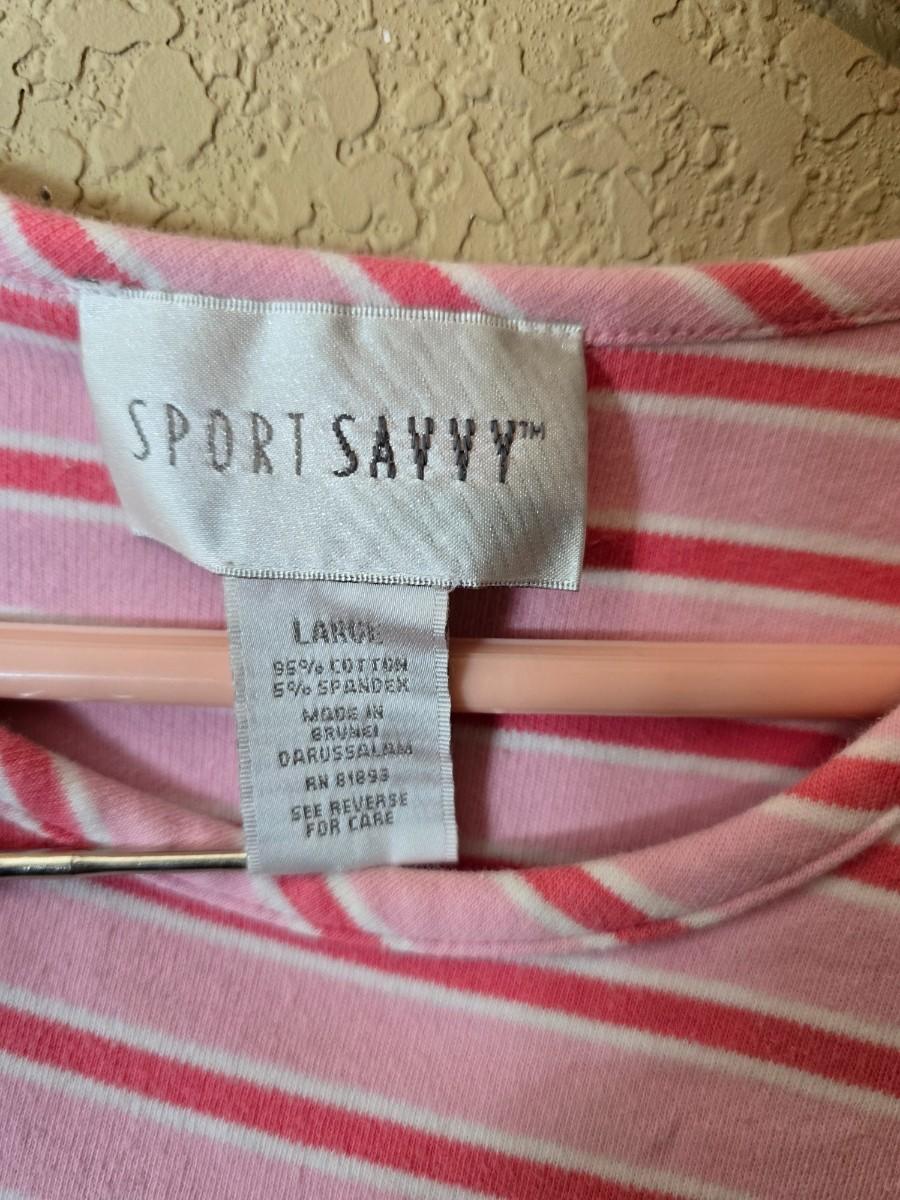 SPORT SAVVY™
LARGE
95% COTTON
5% SPANDEX
MADE IN
BRUNEI
DARUSSALAM
RN 81893
SEE REVERSE
FOR CARE